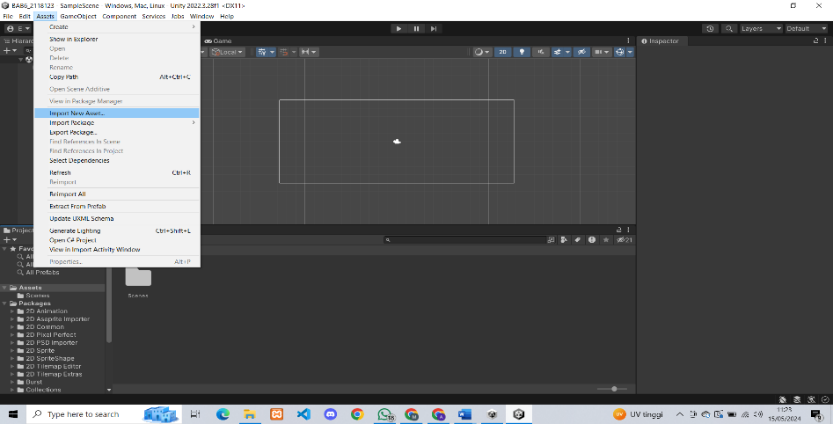 BAB6_2118123 - SampleScene - Windows, Mac, Linux - Unity 2022.3.28f1 <DX11>
File Edit Assets GameObject Component Services Jobs Window Help
Layers Default
Hierarc
Local
Game
Inspector
2D
Create
Show in Explorer
Open
Delete
Rename
Copy Path Alt+Ctrl+C
Open Scene Additive
View in Package Manager
Import New Asset...
Import Package
Export Package...
Find References In Scene
Find References In Project
Select Dependencies
Refresh Ctrl+R
Reimport
Reimport All
Extract From Prefab
Update UXML Schema
Generate Lighting Ctrl+Shift+L
Open C# Project
View in Import Activity Window
Properties... Alt+P
Project
21
Favo
All
All
All Prefabs
Assets
Scenes
Packages
2D Animation
2D Aseprite Importer
2D Common
2D Pixel Perfect
2D PSD Importer
2D Sprite
2D SpriteShape
2D Tilemap Editor
2D Tilemap Extras
Burst
Collections
Scenes
Type here to search
UV tinggi
11:23
15/05/2024